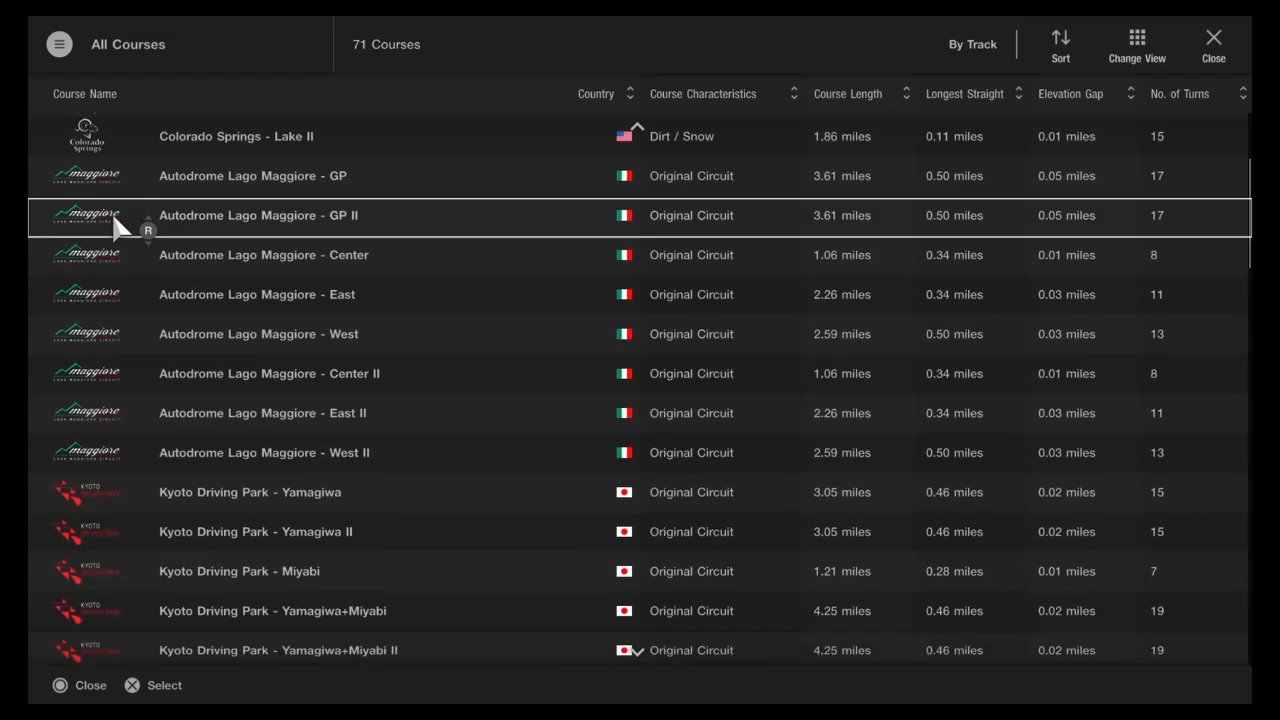 All Courses 71 Courses By Track Sort Change View Close
Course Name Country Course Characteristics Course Length Longest Straight Elevation Gap No. of Turns
Colorado Springs Colorado Springs - Lake II Dirt / Snow 1.86 miles 0.11 miles 0.01 miles 15
maggiore Autodrome Lago Maggiore - GP Original Circuit 3.61 miles 0.50 miles 0.05 miles 17
maggiore Autodrome Lago Maggiore - GP II Original Circuit 3.61 miles 0.50 miles 0.05 miles 17
R
maggiore Autodrome Lago Maggiore - Center Original Circuit 1.06 miles 0.34 miles 0.01 miles 8
maggiore Autodrome Lago Maggiore - East Original Circuit 2.26 miles 0.34 miles 0.03 miles 11
maggiore Autodrome Lago Maggiore - West Original Circuit 2.59 miles 0.50 miles 0.03 miles 13
maggiore Autodrome Lago Maggiore - Center II Original Circuit 1.06 miles 0.34 miles 0.01 miles 8
maggiore Autodrome Lago Maggiore - East II Original Circuit 2.26 miles 0.34 miles 0.03 miles 11
maggiore Autodrome Lago Maggiore - West II Original Circuit 2.59 miles 0.50 miles 0.03 miles 13
KYOTO Kyoto Driving Park - Yamagiwa Original Circuit 3.05 miles 0.46 miles 0.02 miles 15
KYOTO Kyoto Driving Park - Yamagiwa II Original Circuit 3.05 miles 0.46 miles 0.02 miles 15
KYOTO Kyoto Driving Park - Miyabi Original Circuit 1.21 miles 0.28 miles 0.01 miles 7
KYOTO Kyoto Driving Park - Yamagiwa+Miyabi Original Circuit 4.25 miles 0.46 miles 0.02 miles 19
KYOTO Kyoto Driving Park - Yamagiwa+Miyabi II Original Circuit 4.25 miles 0.46 miles 0.02 miles 19
Close Select